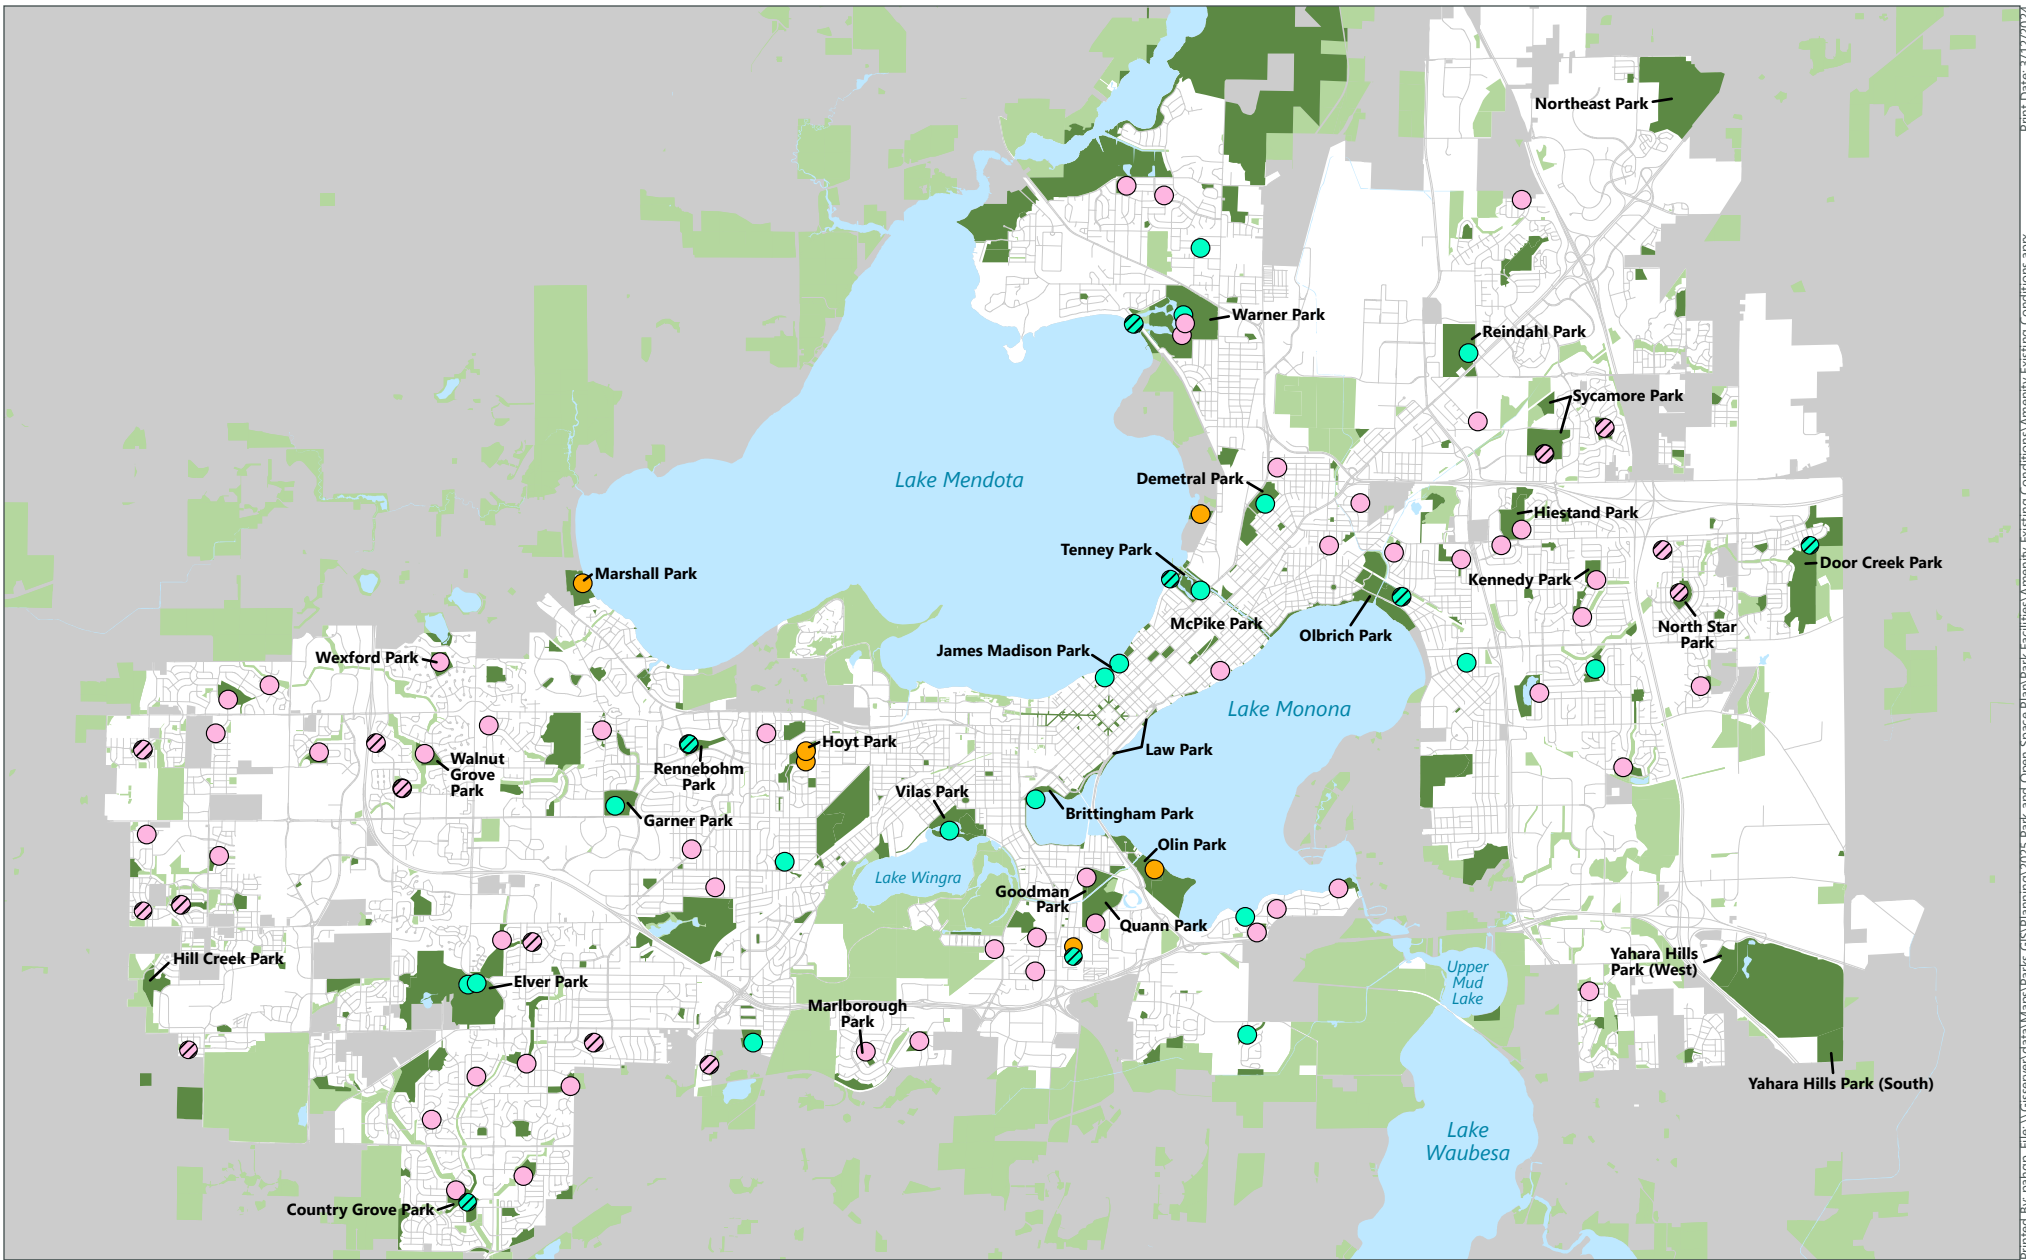 Northeast Park
Warner Park
Reindahl Park
Sycamore Park
Lake Mendota
Demetral Park
Hiestand Park
Tenney Park
Door Creek Park
Marshall Park
Kennedy Park
McPike Park
Olbrich Park
North Star
Park
James Madison Park
Wexford Park
Lake Monona
Law Park
Hoyt Park
Walnut
Grove
Park
Rennebohm
Park
Vilas Park
Garner Park
Brittingham Park
Olin Park
Lake Wingra
Goodman
Park
Quann Park
Hill Creek Park
Yahara Hills
Park (West)
Upper
Mud
Lake
Elver Park
Marlborough
Park
Yahara Hills Park (South)
Lake
Waubesa
Country Grove Park